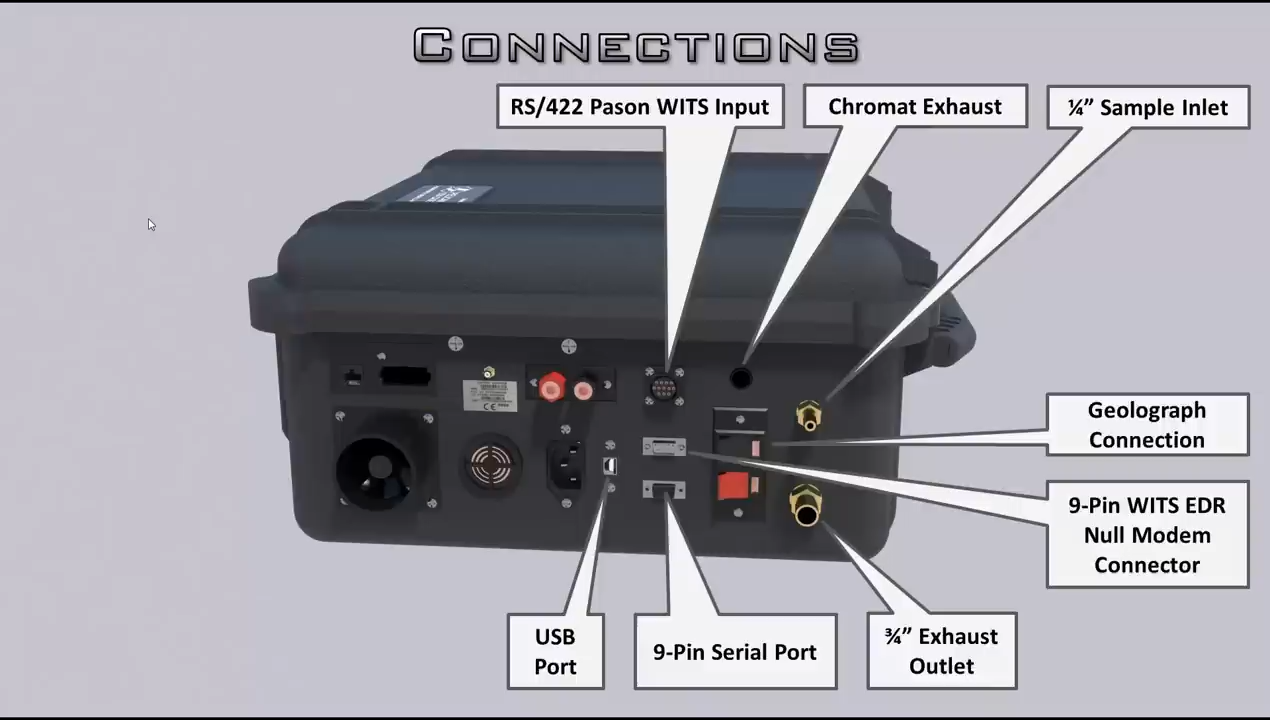 CONNECTIONS
RS/422 Pason WITS Input
Chromat Exhaust
¼” Sample Inlet
Geolograph
Connection
9-Pin WITS EDR
Null Modem
Connector
USB
Port
9-Pin Serial Port
¾” Exhaust
Outlet